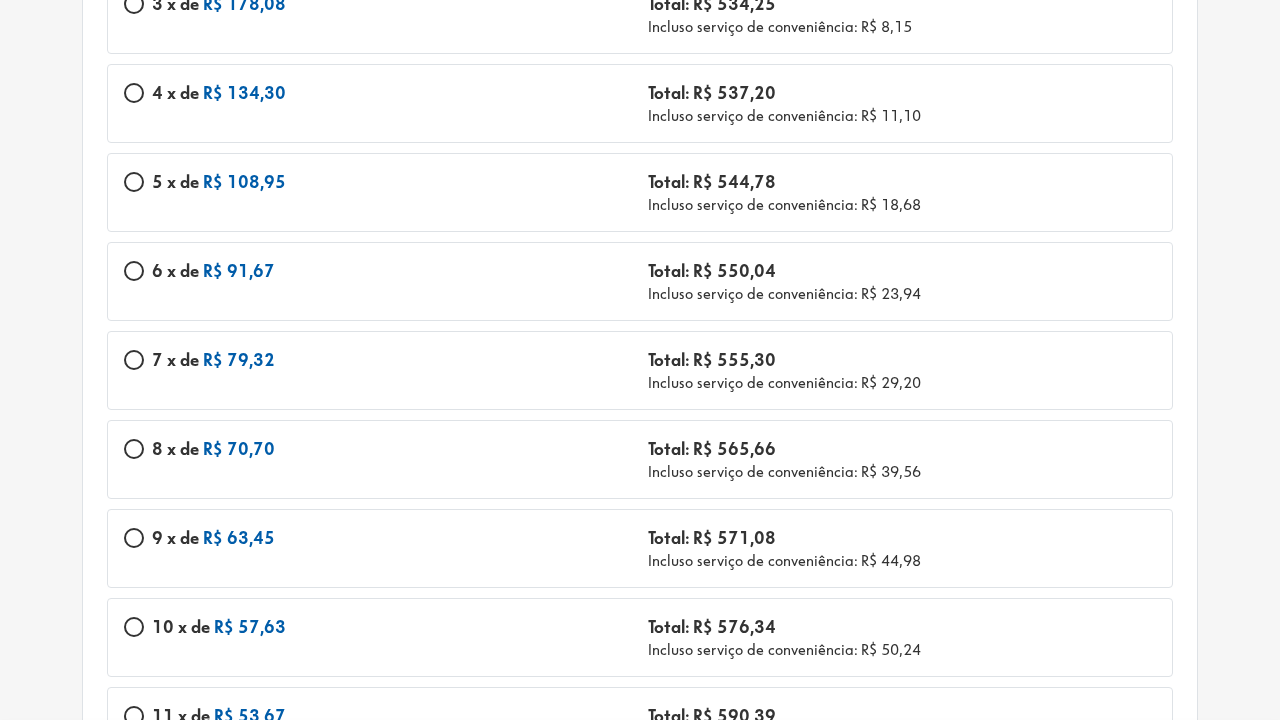 3 x de R$ 178,08
Total: R$ 534,25
Incluso serviço de conveniência: R$ 8,15
4 x de R$ 134,30
Total: R$ 537,20
Incluso serviço de conveniência: R$ 11,10
5 x de R$ 108,95
Total: R$ 544,78
Incluso serviço de conveniência: R$ 18,68
6 x de R$ 91,67
Total: R$ 550,04
Incluso serviço de conveniência: R$ 23,94
7 x de R$ 79,32
Total: R$ 555,30
Incluso serviço de conveniência: R$ 29,20
8 x de R$ 70,70
Total: R$ 565,66
Incluso serviço de conveniência: R$ 39,56
9 x de R$ 63,45
Total: R$ 571,08
Incluso serviço de conveniência: R$ 44,98
10 x de R$ 57,63
Total: R$ 576,34
Incluso serviço de conveniência: R$ 50,24
11 x de R$ 53,67
Total: R$ 590,39